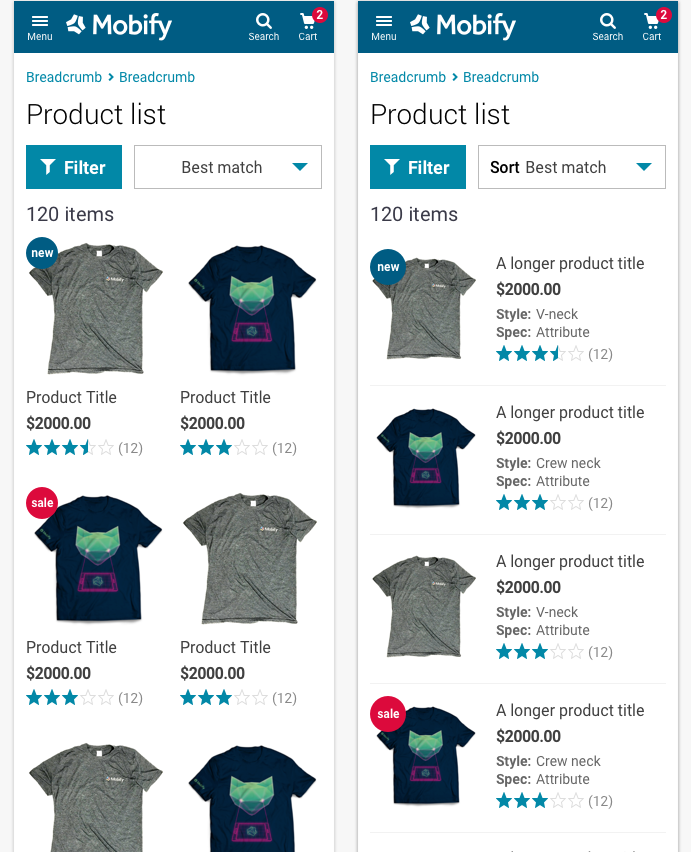 Menu
Mobify
Search
Cart
2
Breadcrumb > Breadcrumb
Product list
Filter
Best match
120 items
new
Mobify
Product Title
$2000.00
(12)
Product Title
$2000.00
(12)
sale
Mobify
Product Title
$2000.00
(12)
Product Title
$2000.00
(12)
Mobify
Menu
Mobify
Search
Cart
2
Breadcrumb > Breadcrumb
Product list
Filter
Sort Best match
120 items
new
Mobify
A longer product title
$2000.00
Style: V-neck
Spec: Attribute
(12)
A longer product title
$2000.00
Style: Crew neck
Spec: Attribute
(12)
Mobify
A longer product title
$2000.00
Style: V-neck
Spec: Attribute
(12)
sale
A longer product title
$2000.00
Style: Crew neck
Spec: Attribute
(12)